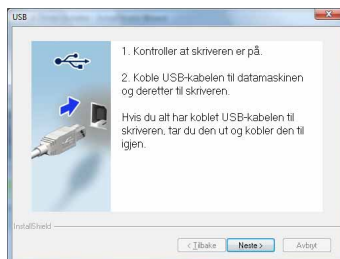 USB
1. Kontroller at skriveren er på.
2. Koble USB-kabelen til datamaskinen
og deretter til skriveren.
Hvis du alt har koblet USB-kabelen til
skriveren, tar du den ut og kobler den til
igjen.
InstallShield
< Tilbake
Neste >
Avbryt